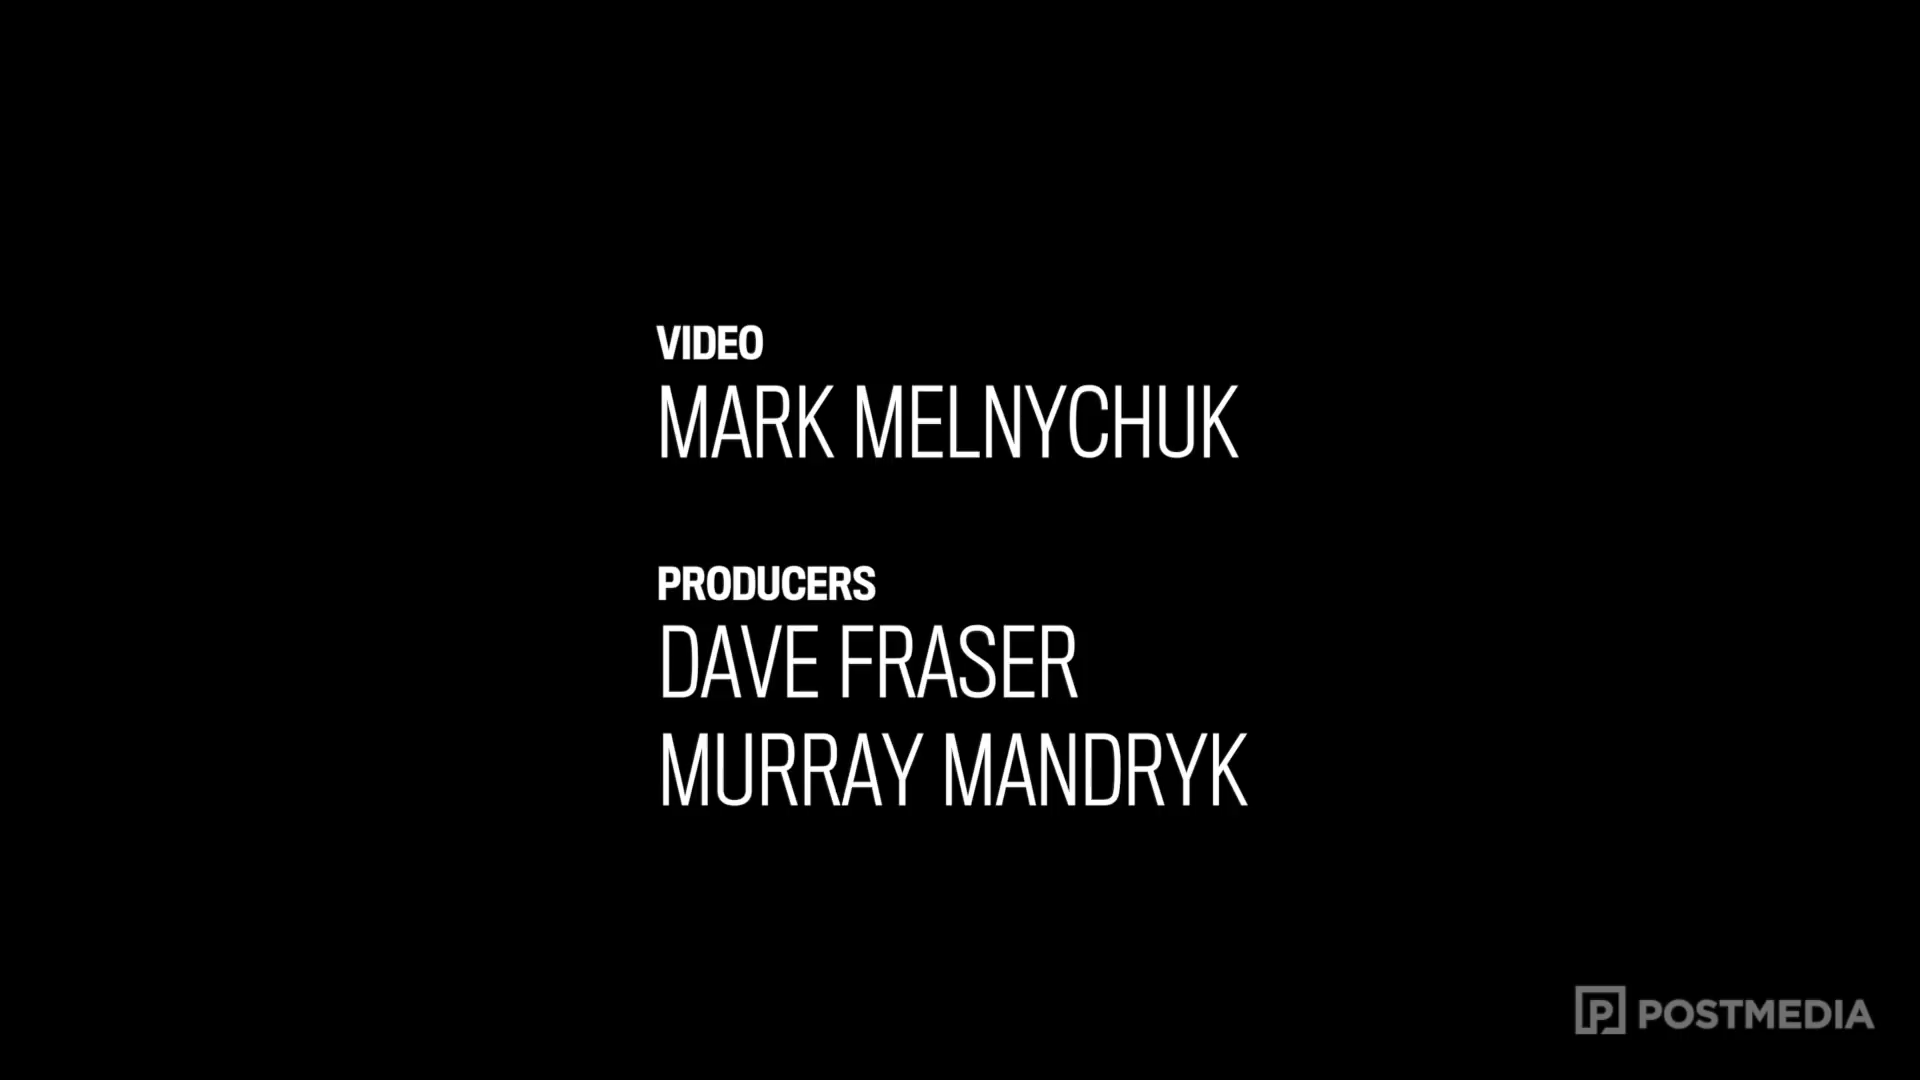 VIDEO
MARK MELNYCHUK
PRODUCERS
DAVE FRASER
MURRAY MANDRYK
P POSTMEDIA